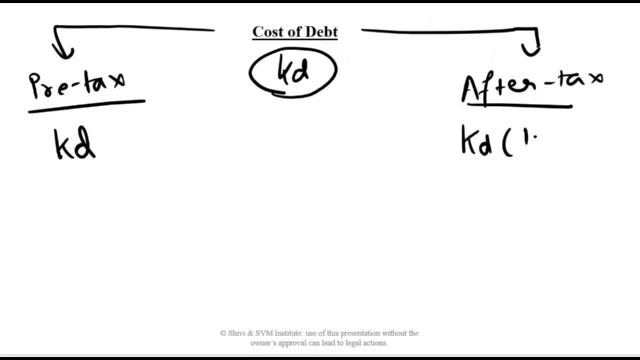 Cost of Debt
kd
Pre-tax
After-tax
kd
kd ( 1-
© Shivi & SVM Institute: use of this presentation without the
owner's approval can lead to legal actions.